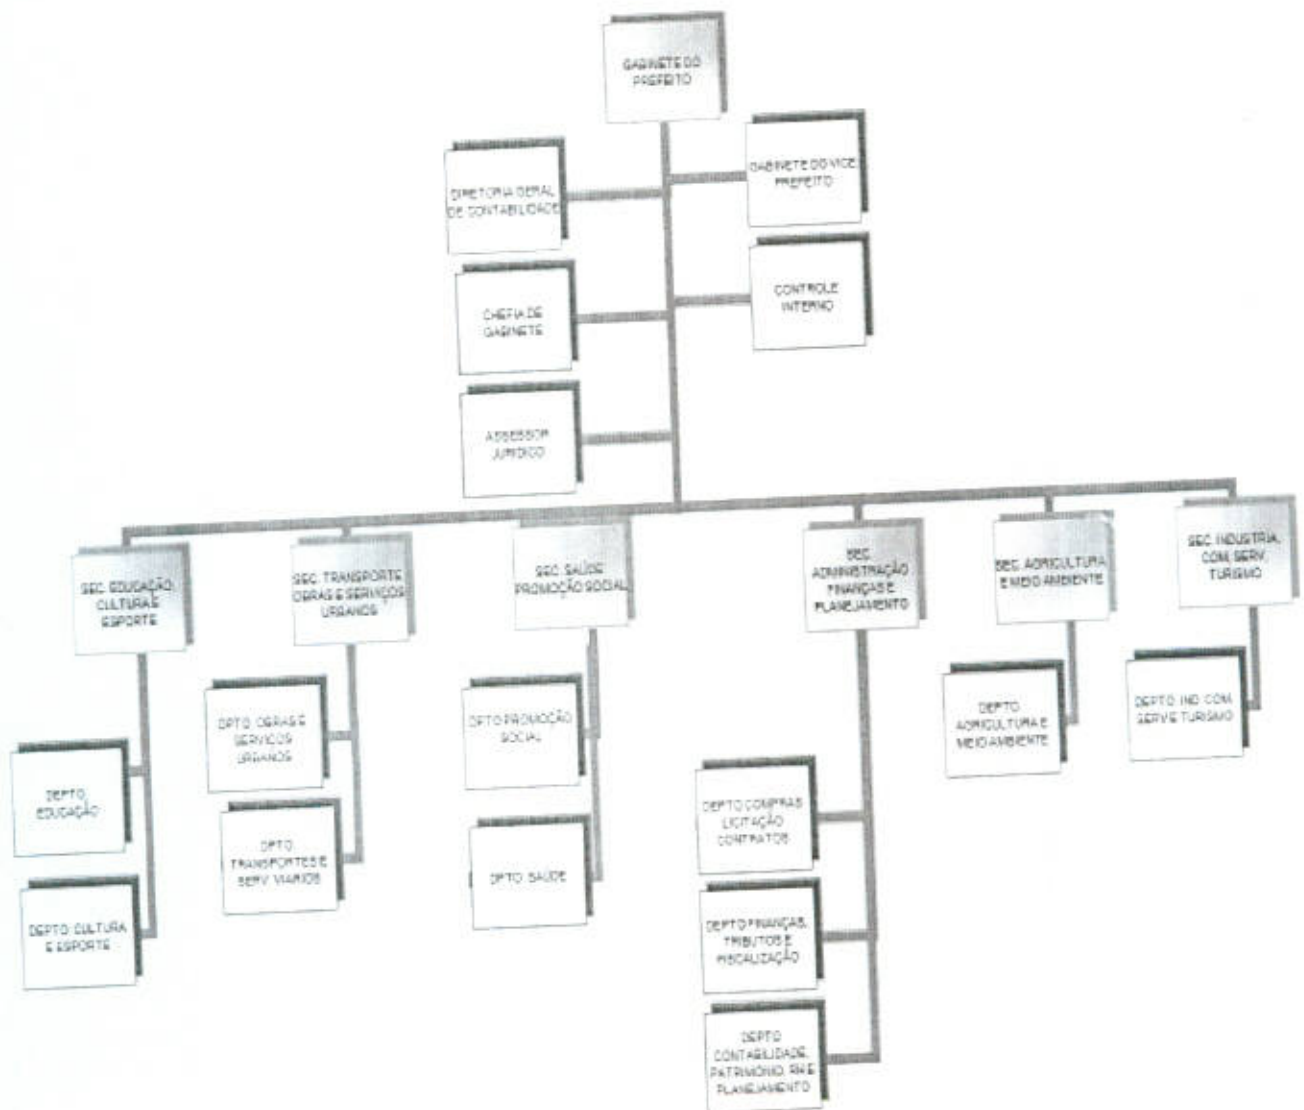 GABINETE DO
PREFEITO
DIRETORIA GERAL
DE CONTABILIDADE
GABINETE DO VICE
PREFEITO
CHEFIA DE
GABINETE
CONTROLE
INTERNO
ASSESSOR
JURIDICO
SEC. EDUCAÇÃO,
CULTURA E
ESPORTE
SEC. TRANSPORTE
OBRAS E SERVIÇOS
URBANOS
SEC. SAÚDE
PROMOÇÃO SOCIAL
SEC.
ADMINISTRAÇÃO
FINANÇAS E
PLANEJAMENTO
SEC. AGRICULTURA
E MEIO AMBIENTE
SEC. INDUSTRIA,
COM. SERV.
TURISMO
DEPTO.
EDUCAÇÃO
DEPTO. CULTURA
E ESPORTE
DPTO. OBRAS E
SERVICOS
URBANOS
DPTO.
TRANSPORTES E
SERV. VIARIOS
DPTO PROMOÇÃO
SOCIAL
DPTO. SAÚDE
DEPTO COMPRAS
LICITAÇÃO
CONTRATOS
DEPTO FINANÇAS,
TRIBUTOS E
FISCALIZAÇÃO
DEPTO
CONTABILIDADE,
PATRIMÔNIO, RH E
PLANEJAMENTO
DEPTO
AGRICULTURA E
MEIO AMBIENTE
DEPTO. IND. COM.
SERV E TURISMO